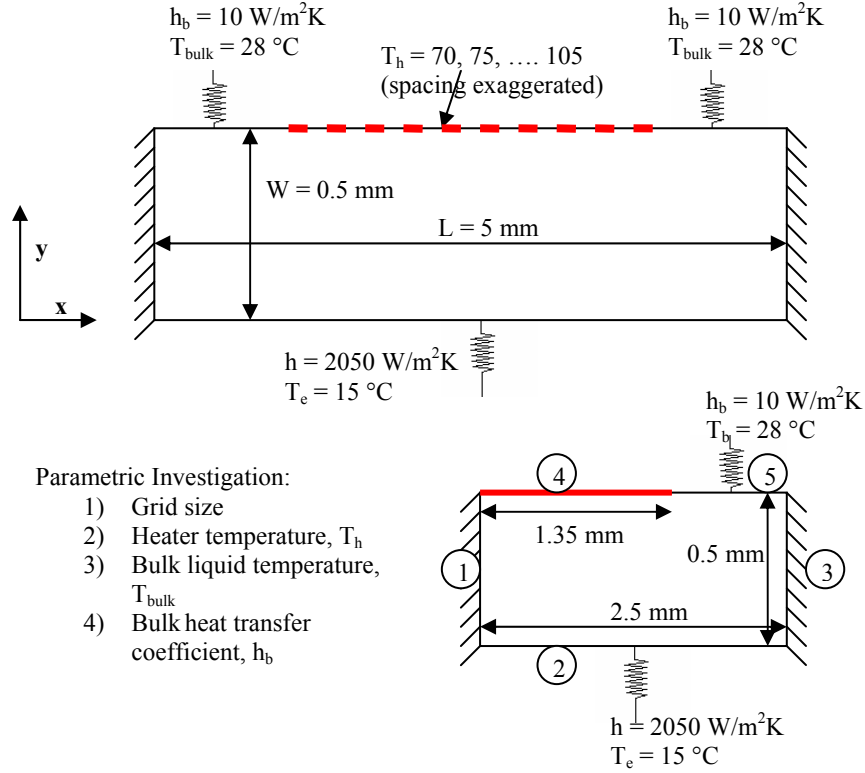 h_b = 10 W/m²K
T_bulk = 28 °C
h_b = 10 W/m²K
T_bulk = 28 °C
T_h = 70, 75, …. 105
(spacing exaggerated)
W = 0.5 mm
L = 5 mm
y
x
h = 2050 W/m²K
T_e = 15 °C
h_b = 10 W/m²K
T_b = 28 °C
Parametric Investigation:
1) Grid size
2) Heater temperature, T_h
3) Bulk liquid temperature,
T_bulk
4) Bulk heat transfer
coefficient, h_b
4
5
1.35 mm
0.5 mm
1
3
2.5 mm
2
h = 2050 W/m²K
T_e = 15 °C